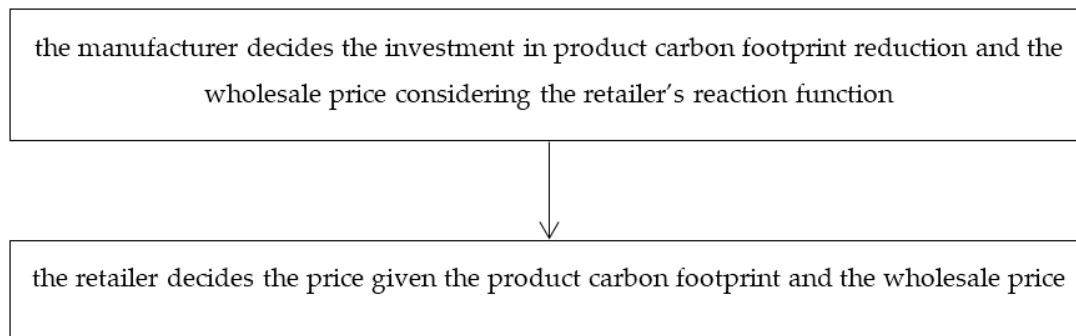 the manufacturer decides the investment in product carbon footprint reduction and the
wholesale price considering the retailer’s reaction function
the retailer decides the price given the product carbon footprint and the wholesale price